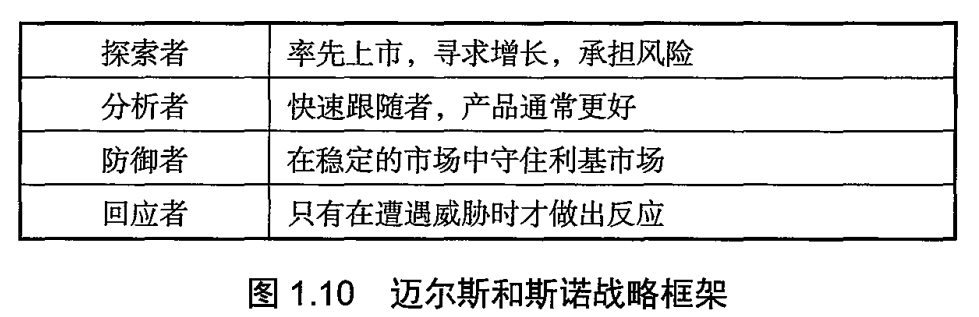 探索者 率先上市，寻求增长，承担风险
分析者 快速跟随者，产品通常更好
防御者 在稳定的市场中守住利基市场
回应者 只有在遭遇威胁时才做出反应
图 1.10 迈尔斯和斯诺战略框架